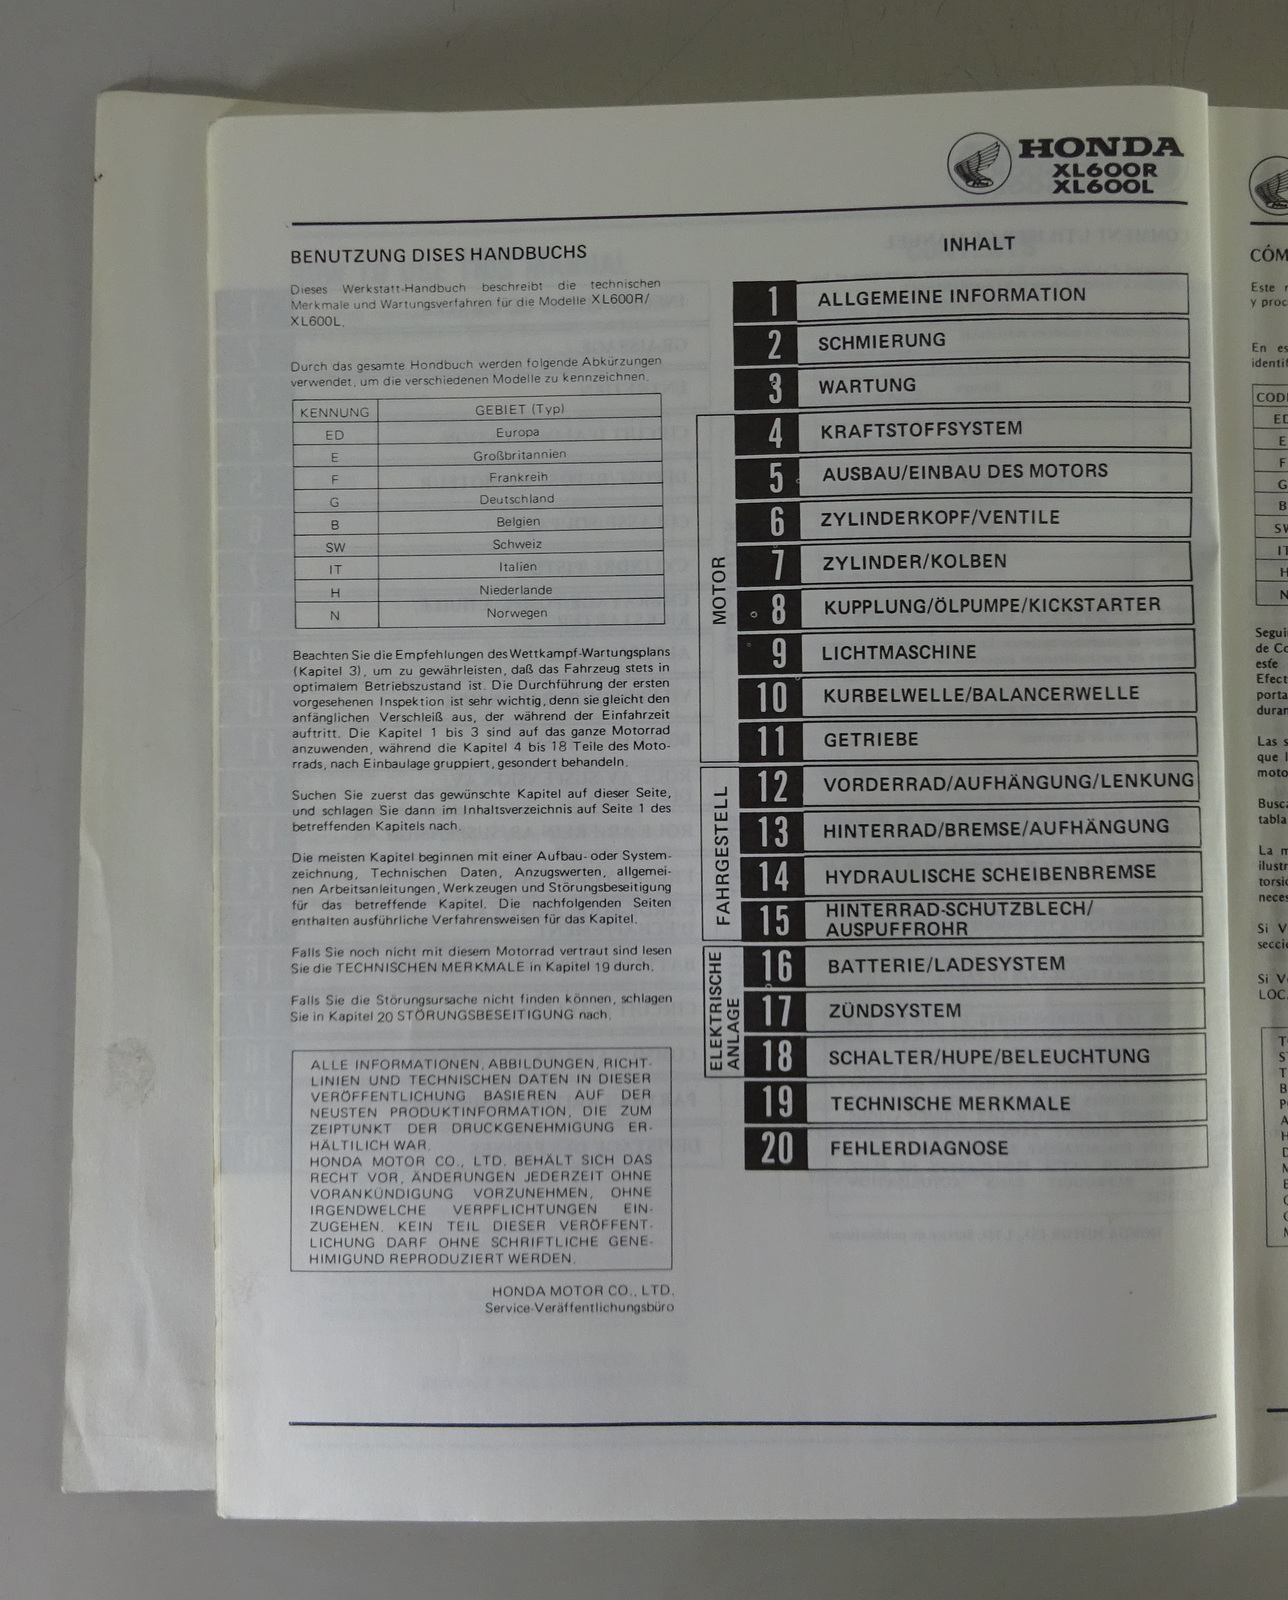 HONDA
XL600R
XL600L
BENUTZUNG DISES HANDBUCHS
Dieses Werkstatt-Handbuch beschreibt die technischen
Merkmale und Wartungsverfahren für die Modelle XL600R/
XL600L.
Durch das gesamte Hondbuch werden folgende Abkürzungen
verwendet, um die verschiedenen Modelle zu kennzeichnen.
KENNUNG GEBIET (Typ)
ED Europa
E Großbritannien
F Frankreih
G Deutschland
B Belgien
SW Schweiz
IT Italien
H Niederlande
N Norwegen
Beachten Sie die Empfehlungen des Wettkampf-Wartungsplans
(Kapitel 3), um zu gewährleisten, daß das Fahrzeug stets in
optimalem Betriebszustand ist. Die Durchführung der ersten
vorgesehenen Inspektion ist sehr wichtig, denn sie gleicht den
anfänglichen Verschleiß aus, der während der Einfahrzeit
auftritt. Die Kapitel 1 bis 3 sind auf das ganze Motorrad
anzuwenden, während die Kapitel 4 bis 18 Teile des Moto-
rrads, nach Einbaulage gruppiert, gesondert behandeln.
Suchen Sie zuerst das gewünschte Kapitel auf dieser Seite,
und schlagen Sie dann im Inhaltsverzeichnis auf Seite 1 des
betreffenden Kapitels nach.
Die meisten Kapitel beginnen mit einer Aufbau- oder System-
zeichnung, Technischen Daten, Anzugswerten, allgemei-
nen Arbeitsanleitungen, Werkzeugen und Störungsbeseitigung
für das betreffende Kapitel. Die nachfolgenden Seiten
enthalten ausführliche Verfahrensweisen für das Kapitel.
Falls Sie noch nicht mit diesem Motorrad vertraut sind lesen
Sie die TECHNISCHEN MERKMALE in Kapitel 19 durch.
Falls Sie die Störungsursache nicht finden können, schlagen
Sie in Kapitel 20 STÖRUNGSBESEITIGUNG nach.
ALLE INFORMATIONEN, ABBILDUNGEN, RICHT-
LINIEN UND TECHNISCHEN DATEN IN DIESER
VERÖFFENTLICHUNG BASIEREN AUF DER
NEUSTEN PRODUKTINFORMATION, DIE ZUM
ZEIPTUNKT DER DRUCKGENEHMIGUNG ER-
HÄLTILICH WAR.
HONDA MOTOR CO., LTD. BEHÄLT SICH DAS
RECHT VOR, ÄNDERUNGEN JEDERZEIT OHNE
VORANKÜNDIGUNG VORZUNEHMEN, OHNE
IRGENDWELCHE VERPFLICHTUNGEN EIN-
ZUGEHEN. KEIN TEIL DIESER VERÖFFENT-
LICHUNG DARF OHNE SCHRIFTLICHE GENE-
HIMIGUND REPRODUZIERT WERDEN.
HONDA MOTOR CO., LTD.
Service-Veräffentlichungsbüro
INHALT
1 ALLGEMEINE INFORMATION
2 SCHMIERUNG
3 WARTUNG
MOTOR
4 KRAFTSTOFFSYSTEM
5 AUSBAU/EINBAU DES MOTORS
6 ZYLINDERKOPF/VENTILE
7 ZYLINDER/KOLBEN
8 KUPPLUNG/ÖLPUMPE/KICKSTARTER
9 LICHTMASCHINE
10 KURBELWELLE/BALANCERWELLE
11 GETRIEBE
FAHRGESTELL
12 VORDERRAD/AUFHÄNGUNG/LENKUNG
13 HINTERRAD/BREMSE/AUFHÄNGUNG
14 HYDRAULISCHE SCHEIBENBREMSE
15 HINTERRAD-SCHUTZBLECH/
AUSPUFFROHR
ELEKTRISCHE
ANLAGE
16 BATTERIE/LADESYSTEM
17 ZÜNDSYSTEM
18 SCHALTER/HUPE/BELEUCHTUNG
19 TECHNISCHE MERKMALE
20 FEHLERDIAGNOSE